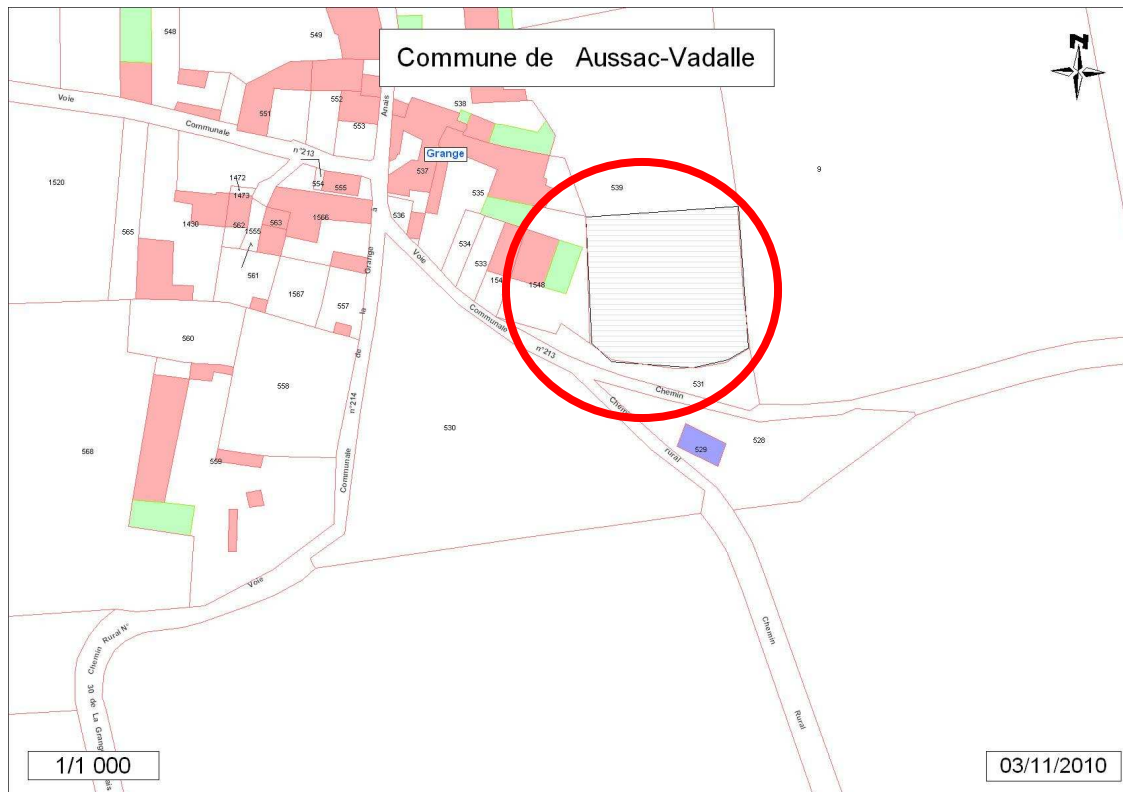 548
549
Commune de Aussac-Vadalle
N
Voie
Communale
n°213
551
552
553
Anais
538
Grange
537
539
9
1520
1472
1473
554
555
535
536
565
1430
562
1555
563
1566
a
Grange
la
de
n°214
Communale
Voie
534
533
1548
Voie
Communale
n°213
561
1567
557
560
558
531
Chemin
Chemin
rural
530
529
528
568
559
Chemin Rural N°
30 de La Grange
Chemin
Rural
1/1 000
03/11/2010